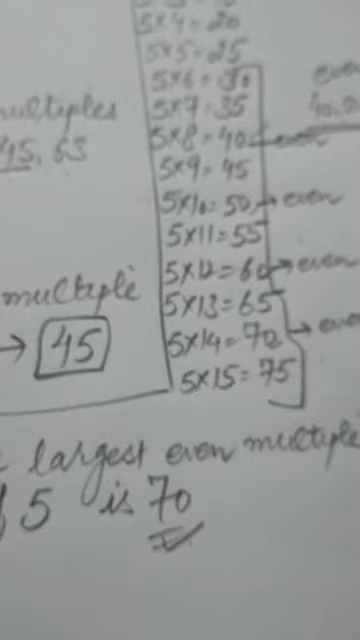 5×4=20
5×5=25
5×6=30
5×7=35
5×8=40 → even
5×9=45
5×10=50 → even
5×11=55
5×12=60 → even
5×13=65
5×14=70 →
5×15=75
multiples
45, 63
even
multiple
→ 45
largest even multiple
5 is 70